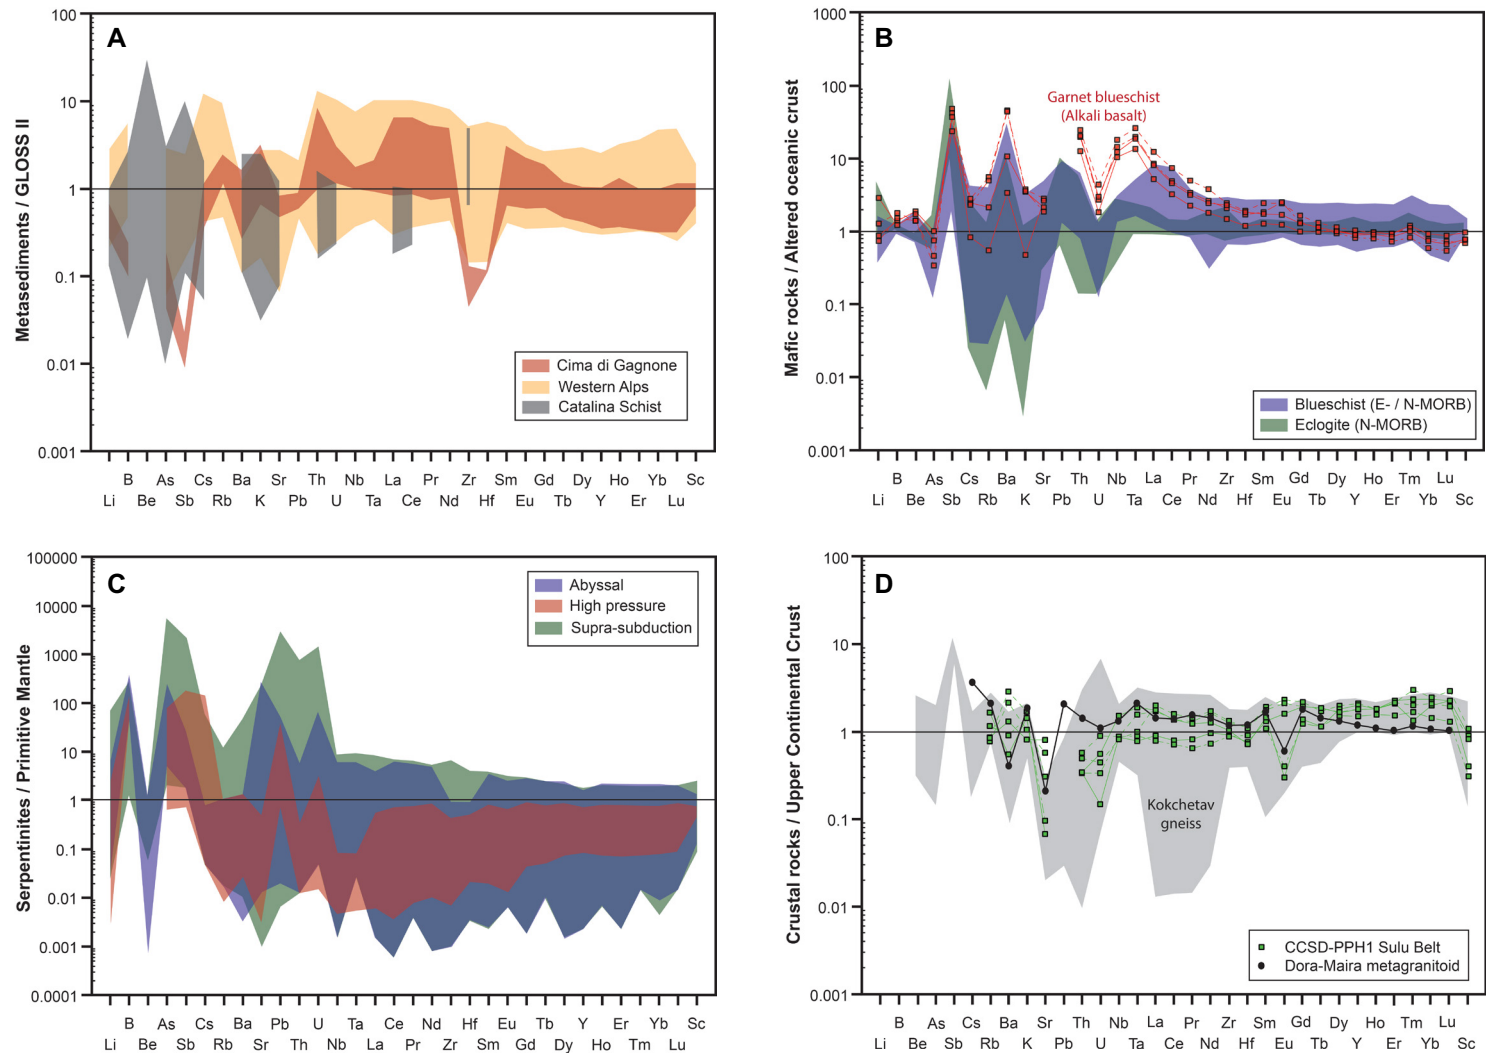 A
Metasediments / GLOSS II
100
10
1
0.1
0.01
0.001
Cima di Gagnone
Western Alps
Catalina Schist
B As Cs Ba Sr Th Nb La Pr Zr Sm Gd Dy Ho Yb Sc
Li Be Sb Rb K Pb U Ta Ce Nd Hf Eu Tb Y Er Lu
B
Mafic rocks / Altered oceanic crust
1000
100
10
1
0.1
0.01
0.001
Garnet blueschist
(Alkali basalt)
Blueschist (E- / N-MORB)
Eclogite (N-MORB)
B As Cs Ba Sr Th Nb La Pr Zr Sm Gd Dy Ho Tm Lu
Li Be Sb Rb K Pb U Ta Ce Nd Hf Eu Tb Y Er Yb Sc
C
Serpentinites / Primitive Mantle
100000
10000
1000
100
10
1
0.1
0.01
0.001
0.0001
Abyssal
High pressure
Supra-subduction
B As Cs Ba Pb U Ta Ce Nd Hf Eu Tb Y Er Yb Sc
Li Be Sb Rb Sr Th Nb La Pr Zr Sm Gd Dy Ho Tm Lu
D
Crustal rocks / Upper Continental Crust
100
10
1
0.1
0.01
0.001
Kokchetav
gneiss
CCSD-PPH1 Sulu Belt
Dora-Maira metagranitoid
B As Cs Ba Sr Th Nb La Pr Zr Sm Gd Dy Ho Tm Lu
Li Be Sb Rb K Pb U Ta Ce Nd Hf Eu Tb Y Er Yb Sc